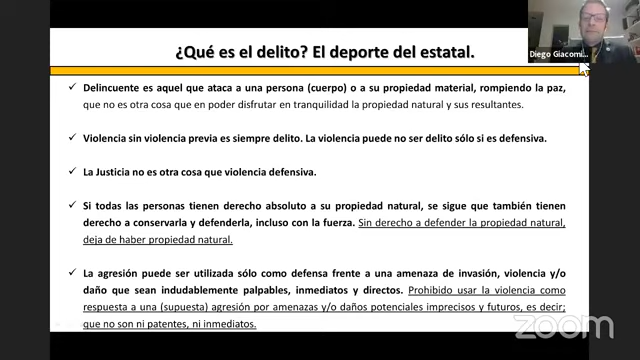 Diego Giacomi...
¿Qué es el delito? El deporte del estatal.
✓ Delincuente es aquel que ataca a una persona (cuerpo) o a su propiedad material, rompiendo la paz,
que no es otra cosa que en poder disfrutar en tranquilidad la propiedad natural y sus resultantes.
✓ Violencia sin violencia previa es siempre delito. La violencia puede no ser delito sólo si es defensiva.
✓ La Justicia no es otra cosa que violencia defensiva.
✓ Si todas las personas tienen derecho absoluto a su propiedad natural, se sigue que también tienen
derecho a conservarla y defenderla, incluso con la fuerza. Sin derecho a defender la propiedad natural,
deja de haber propiedad natural.
✓ La agresión puede ser utilizada sólo como defensa frente a una amenaza de invasión, violencia y/o
daño que sean indudablemente palpables, inmediatos y directos. Prohibido usar la violencia como
respuesta a una (supuesta) agresión por amenazas y/o daños potenciales imprecisos y futuros, es decir;
que no son ni patentes, ni inmediatos.
zoom